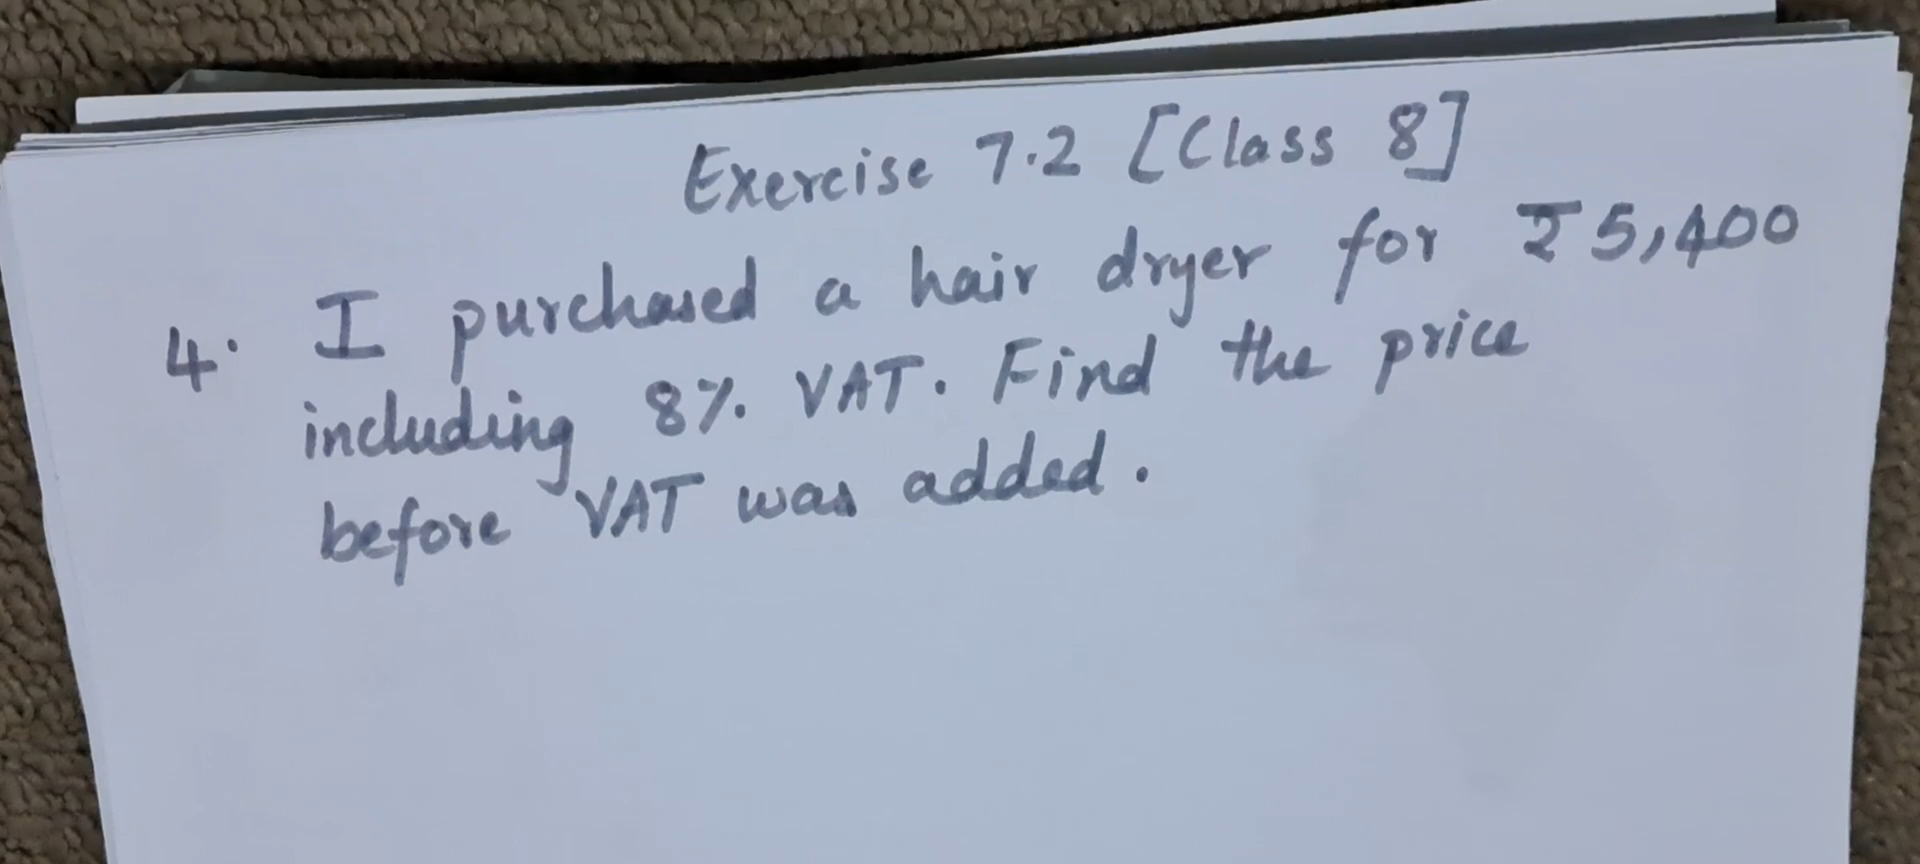 Exercise 7.2 [Class 8]
4. I purchased a hair dryer for ₹5,400
including 8% VAT. Find the price
before VAT was added.